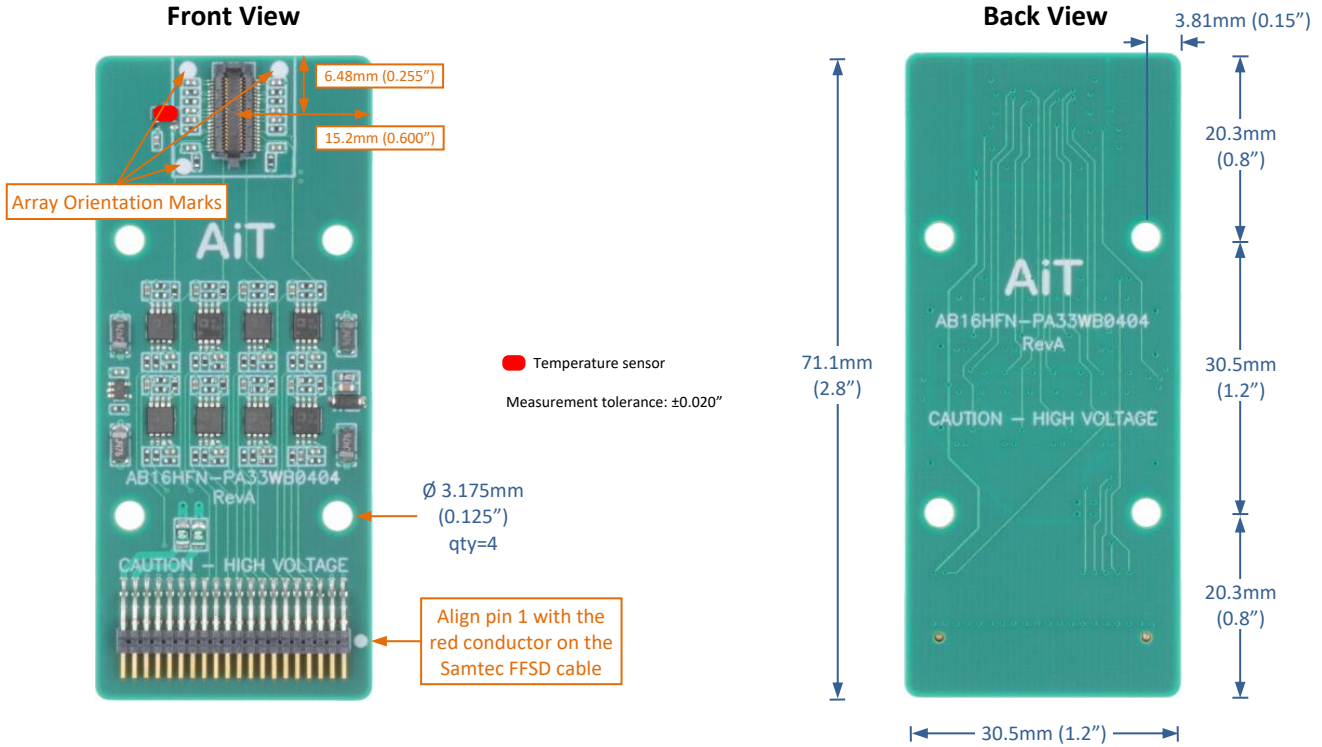 Front View
6.48mm (0.255”)
15.2mm (0.600”)
Array Orientation Marks
AiT
AB16HFN-PA33WB0404
RevA
CAUTION - HIGH VOLTAGE
Temperature sensor
Measurement tolerance: ±0.020”
Ø 3.175mm
(0.125”)
qty=4
Align pin 1 with the
red conductor on the
Samtec FFSD cable
Back View
3.81mm (0.15”)
20.3mm
(0.8”)
AiT
AB16HFN-PA33WB0404
RevA
CAUTION - HIGH VOLTAGE
71.1mm
(2.8”)
30.5mm
(1.2”)
20.3mm
(0.8”)
30.5mm (1.2”)